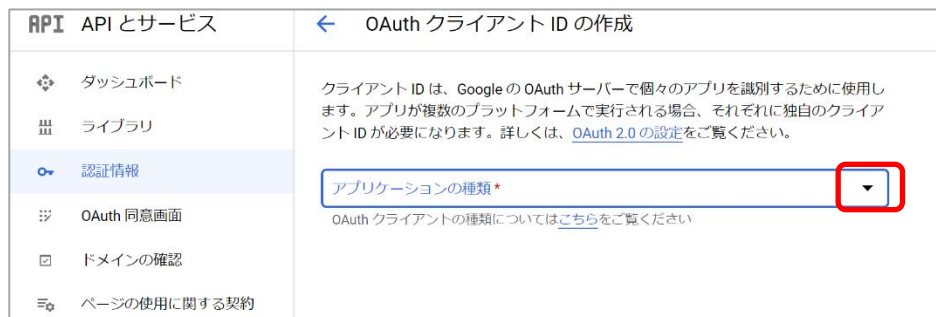 API API とサービス
← OAuth クライアント ID の作成
ダッシュボード
ライブラリ
認証情報
OAuth 同意画面
ドメインの確認
ページの使用に関する契約
クライアント ID は、Google の OAuth サーバーで個々のアプリを識別するために使用し
ます。アプリが複数のプラットフォームで実行される場合、それぞれに独自のクライア
ント ID が必要になります。詳しくは、OAuth 2.0 の設定をご覧ください。
アプリケーションの種類 *
OAuth クライアントの種類についてはこちらをご覧ください